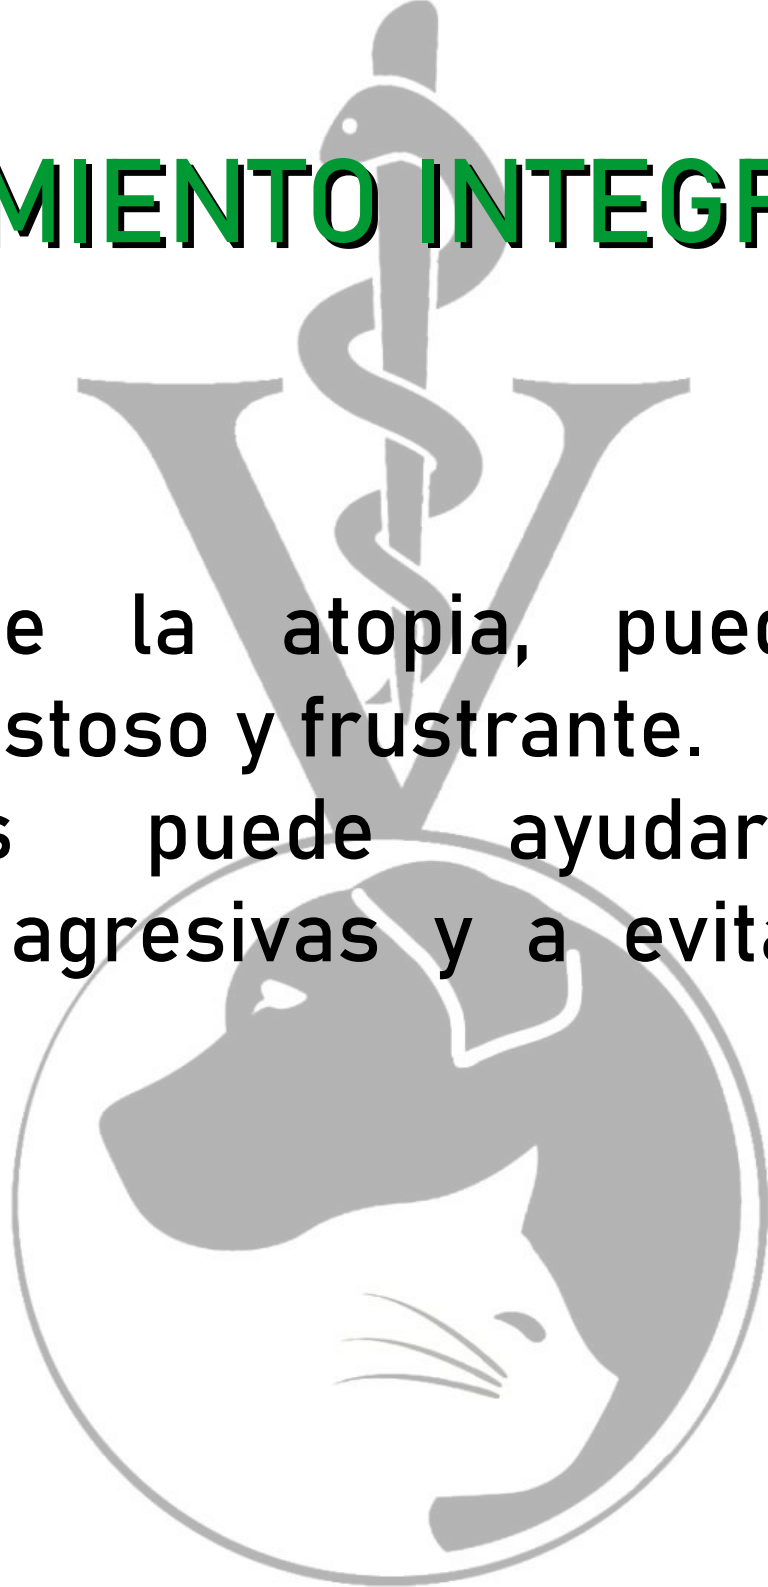 MIENTO INTEGR
e la atopia, pued
stoso y frustrante.
s puede ayudar
agresivas y a evita